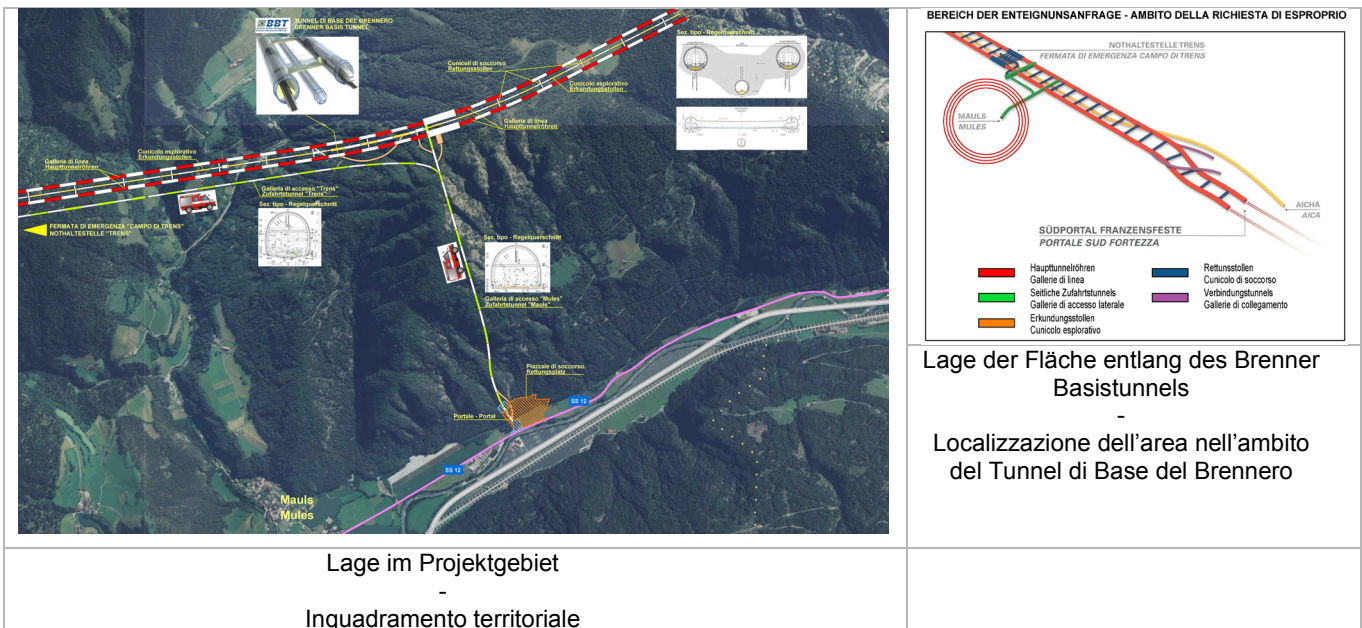 BBT
TUNNEL DI BASE DEL BRENNERO
BRENNER BASIS TUNNEL
Sez. tipo - Regelquerschnitt
Cunicoli di soccorso
Rettungsstollen
Cunicolo esplorativo
Erkundungsstollen
Gallerie di linea
Haupttunnelröhren
Cunicolo esplorativo
Erkundungsstollen
Gallerie di linea
Haupttunnelröhren
Galleria di accesso "Trens"
Zufahrtstunnel "Trens"
Sez. tipo - Regelquerschnitt
FERMATA DI EMERGENZA "CAMPO DI TRENS"
NOTHALTESTELLE "TRENS"
Sez. tipo - Regelquerschnitt
Galleria di accesso "Mules"
Zufahrtstunnel "Mauls"
Piazzale di soccorso
Rettungsplatz
Portale - Portal
SS 12
SS 12
Mauls
Mules
Lage im Projektgebiet
-
Inquadramento territoriale
BEREICH DER ENTEIGNUNSANFRAGE - AMBITO DELLA RICHIESTA DI ESPROPRIO
NOTHALTESTELLE TRENS
FERMATA DI EMERGENZA CAMPO DI TRENS
MAULS
MULES
AICHA
AICA
SÜDPORTAL FRANZENSFESTE
PORTALE SUD FORTEZZA
Haupttunnelröhren
Gallerie di linea
Seitliche Zufahrtstunnels
Gallerie di accesso laterale
Erkundungsstollen
Cunicolo esplorativo
Rettunsstollen
Cunicolo di soccorso
Verbindungstunnels
Gallerie di collegamento
Lage der Fläche entlang des Brenner
Basistunnels
-
Localizzazione dell'area nell'ambito
del Tunnel di Base del Brennero